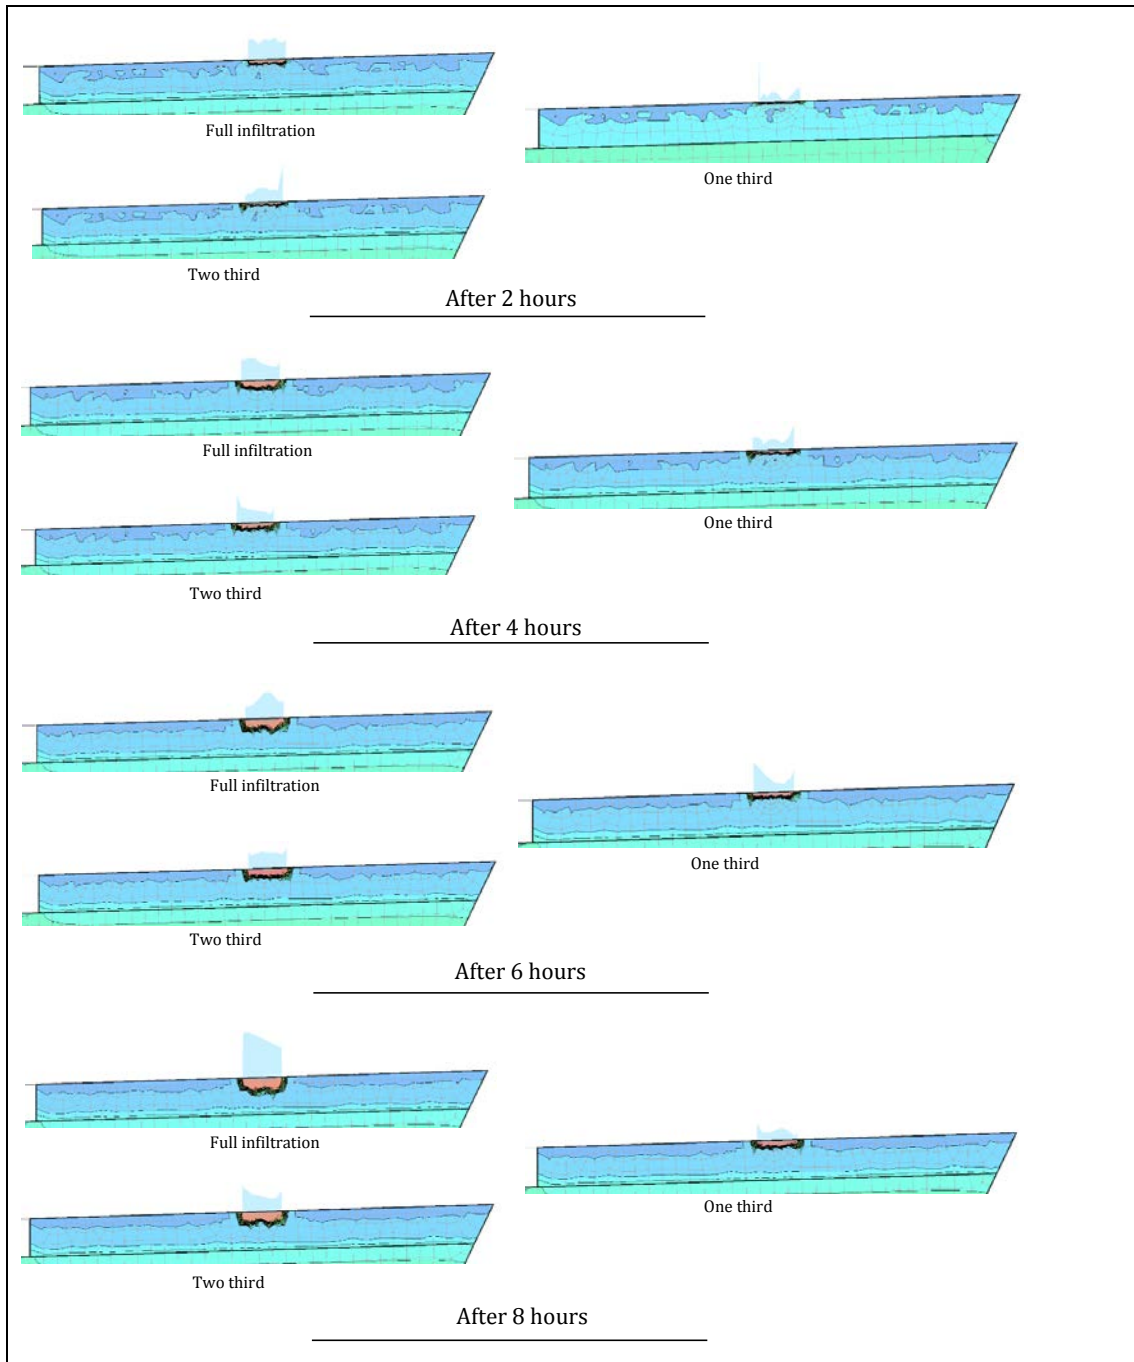 Full infiltration
One third
Two third
After 2 hours
Full infiltration
One third
Two third
After 4 hours
Full infiltration
One third
Two third
After 6 hours
Full infiltration
One third
Two third
After 8 hours